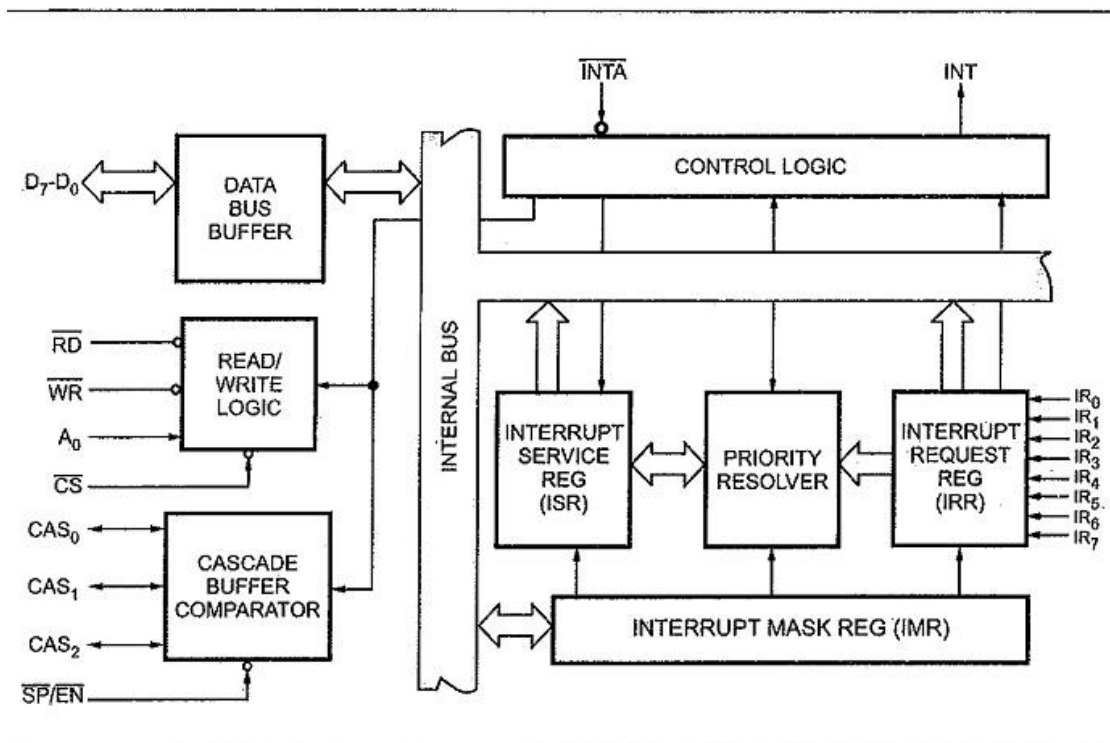 INTA
INT
CONTROL LOGIC
D7-D0
DATA
BUS
BUFFER
INTERNAL BUS
RD
WR
A0
CS
READ/
WRITE
LOGIC
INTERRUPT
SERVICE
REG
(ISR)
PRIORITY
RESOLVER
INTERRUPT
REQUEST
REG
(IRR)
IR0
IR1
IR2
IR3
IR4
IR5
IR6
IR7
CAS0
CAS1
CAS2
SP/EN
CASCADE
BUFFER
COMPARATOR
INTERRUPT MASK REG (IMR)